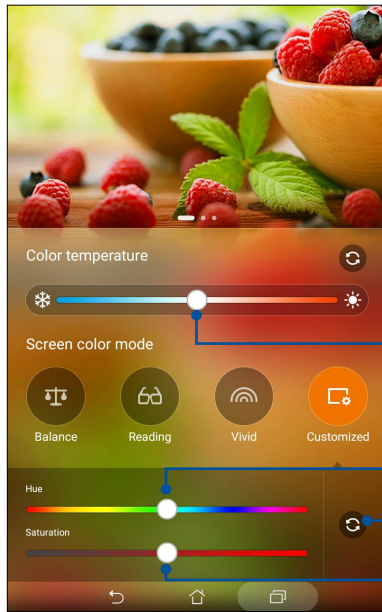 Color temperature
Screen color mode
Balance Reading Vivid Customized
Hue
Saturation